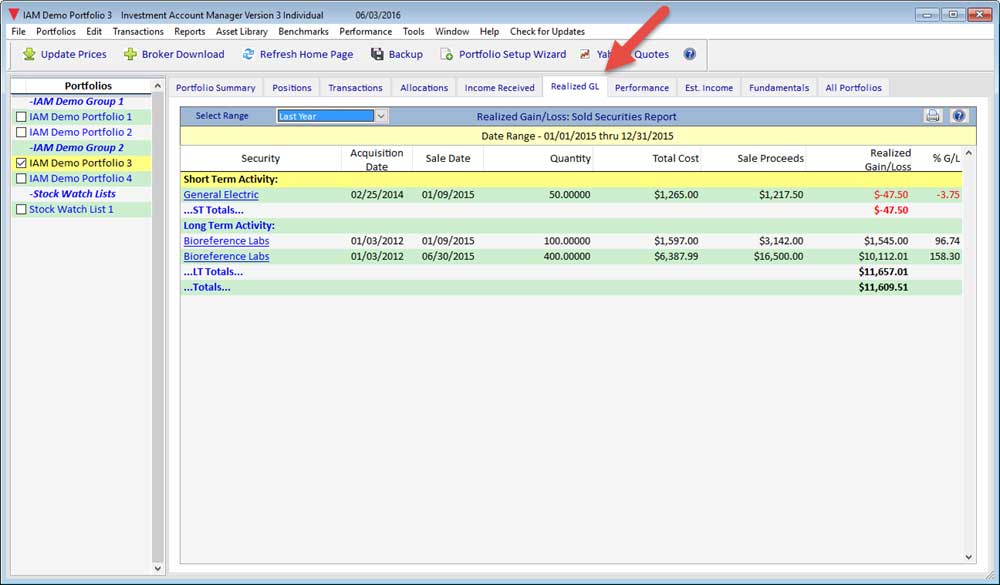 IAM Demo Portfolio 3 Investment Account Manager Version 3 Individual 06/03/2016
File Portfolios Edit Transactions Reports Asset Library Benchmarks Performance Tools Window Help Check for Updates
Update Prices Broker Download Refresh Home Page Backup Portfolio Setup Wizard Quotes
Portfolios
-IAM Demo Group 1
IAM Demo Portfolio 1
IAM Demo Portfolio 2
-IAM Demo Group 2
IAM Demo Portfolio 3
IAM Demo Portfolio 4
-Stock Watch Lists
Stock Watch List 1
Portfolio Summary Positions Transactions Allocations Income Received Realized GL Performance Est. Income Fundamentals All Portfolios
Select Range Last Year Realized Gain/Loss: Sold Securities Report
Date Range - 01/01/2015 thru 12/31/2015
Security Acquisition Date Sale Date Quantity Total Cost Sale Proceeds Realized Gain/Loss % G/L
Short Term Activity:
General Electric 02/25/2014 01/09/2015 50.00000 $1,265.00 $1,217.50 $-47.50 -3.75
...ST Totals... $-47.50
Long Term Activity:
Bioreference Labs 01/03/2012 01/09/2015 100.00000 $1,597.00 $3,142.00 $1,545.00 96.74
Bioreference Labs 01/03/2012 06/30/2015 400.00000 $6,387.99 $16,500.00 $10,112.01 158.30
...LT Totals... $11,657.01
...Totals... $11,609.51